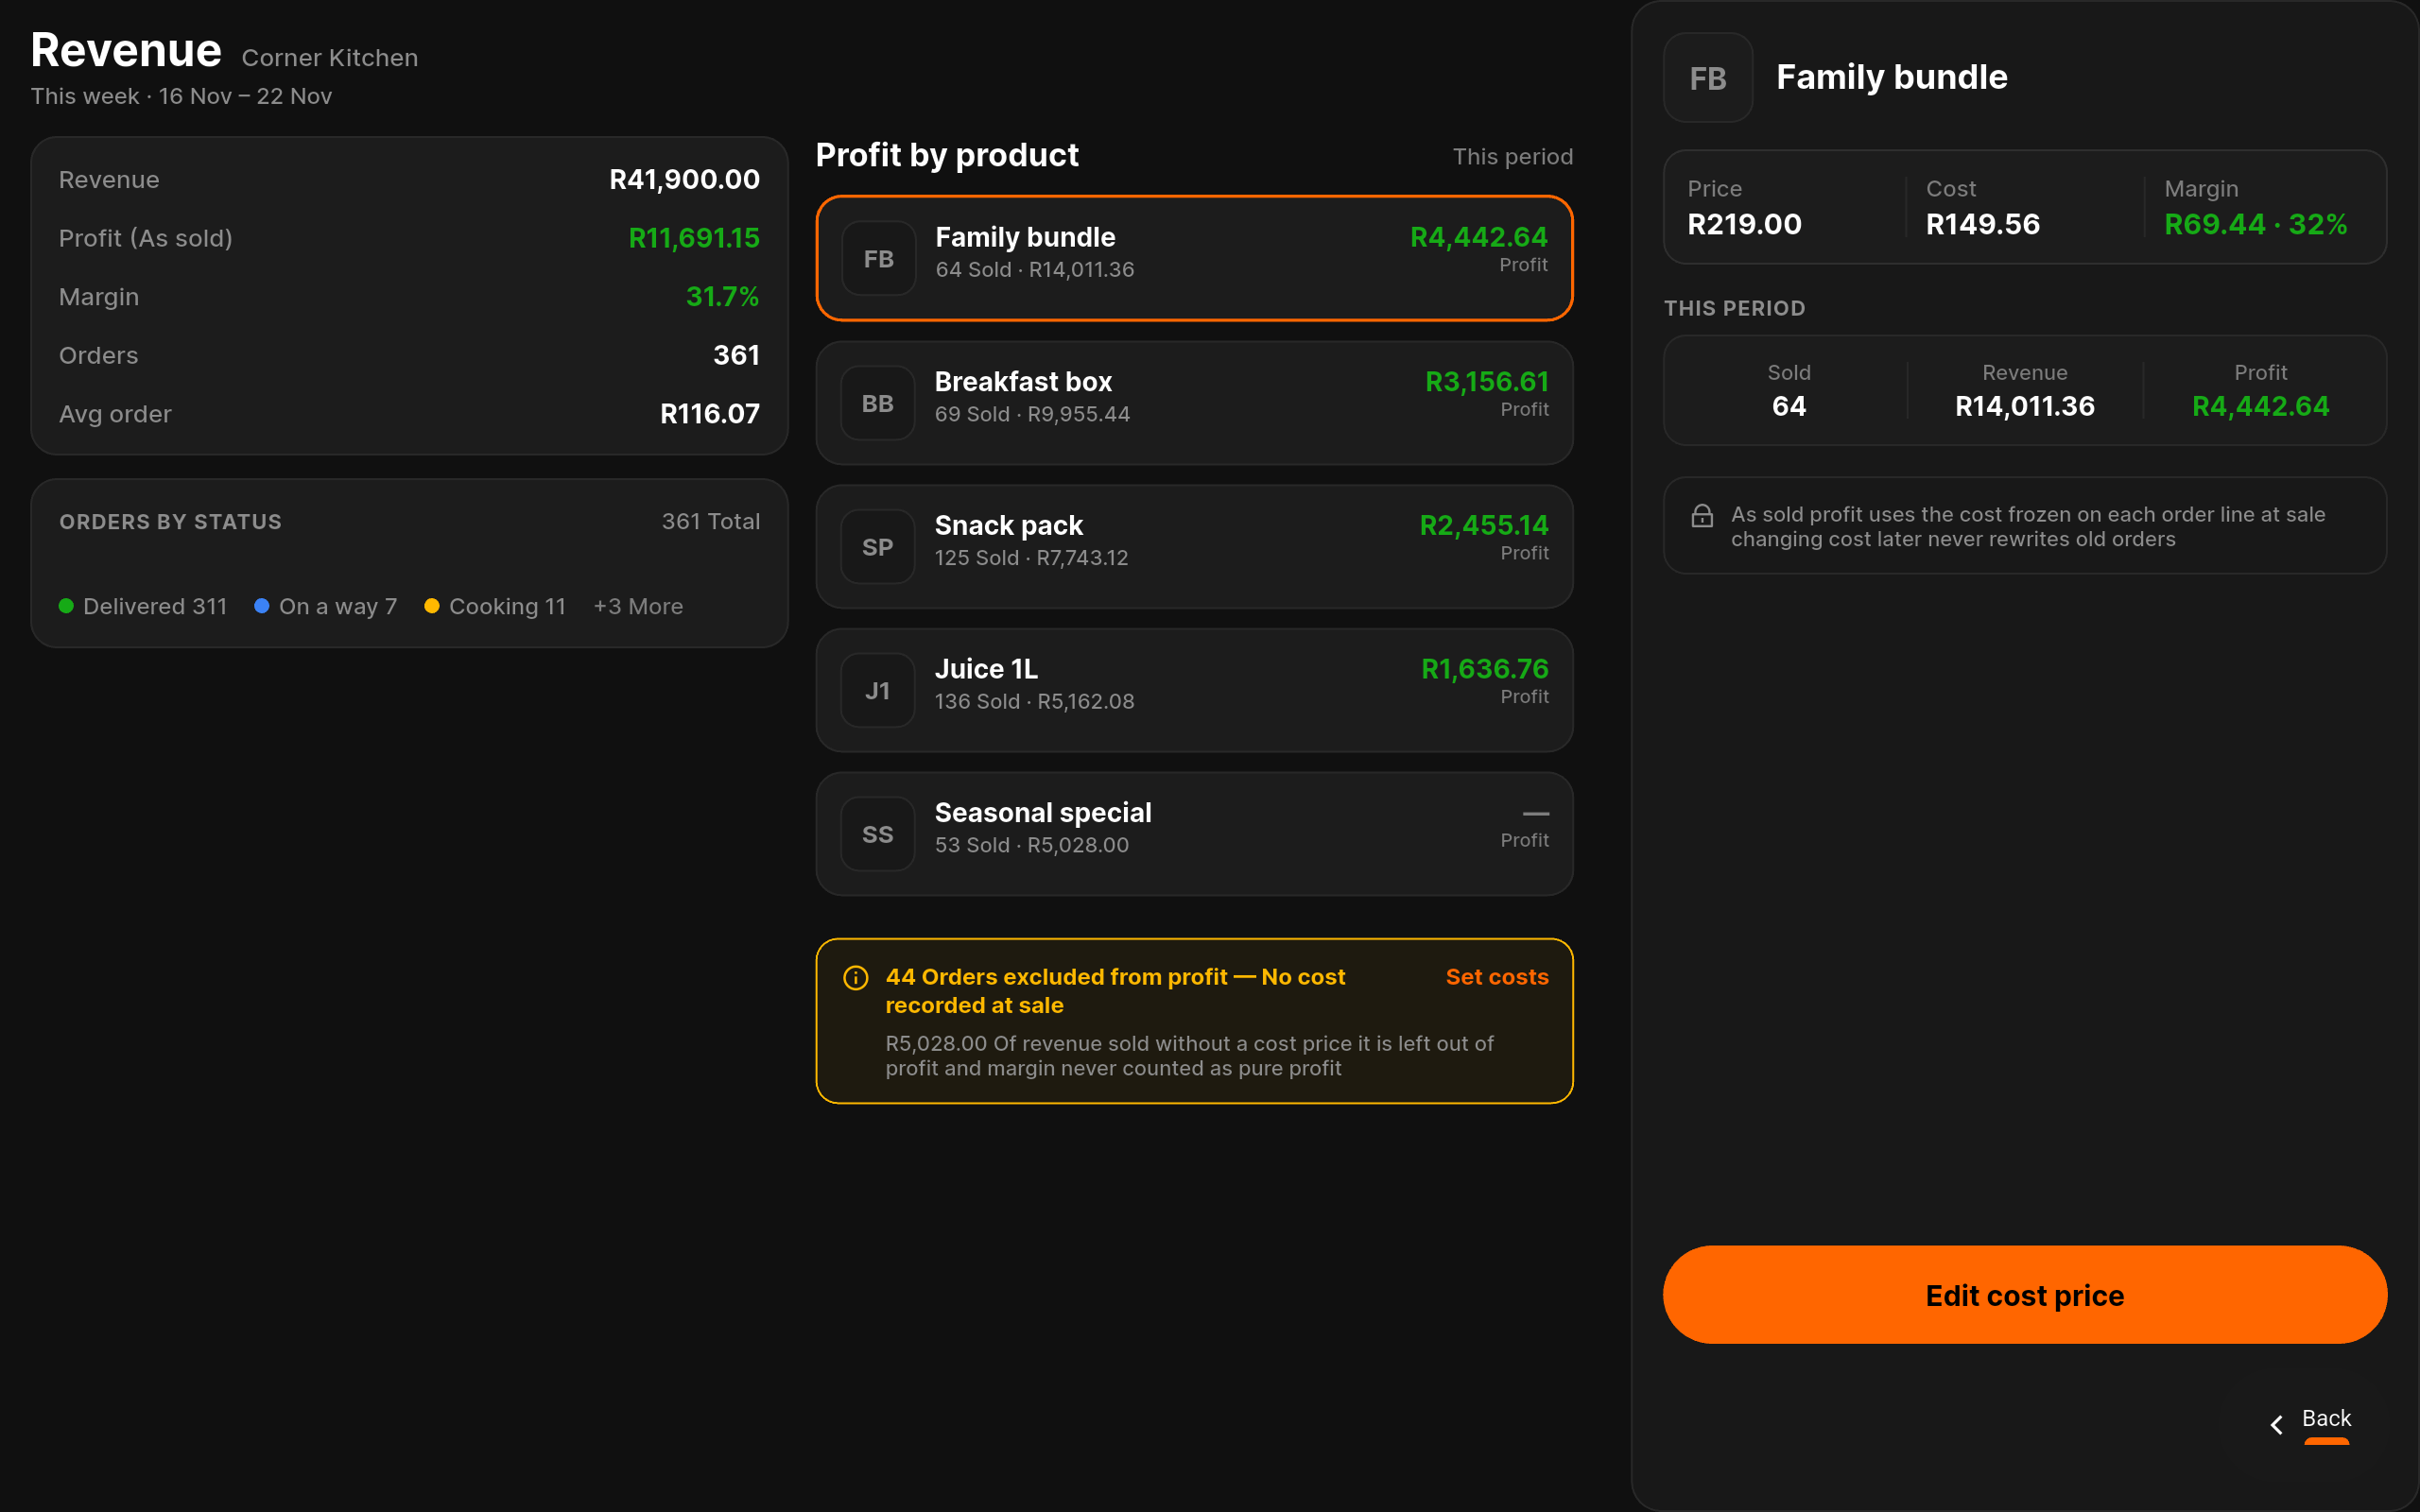 Revenue Corner Kitchen
This week · 16 Nov – 22 Nov
Revenue R41,900.00
Profit (As sold) R11,691.15
Margin 31.7%
Orders 361
Avg order R116.07
ORDERS BY STATUS 361 Total
Delivered 311 On a way 7 Cooking 11 +3 More
Profit by product This period
FB
Family bundle R4,442.64
64 Sold · R14,011.36 Profit
BB
Breakfast box R3,156.61
69 Sold · R9,955.44 Profit
SP
Snack pack R2,455.14
125 Sold · R7,743.12 Profit
J1
Juice 1L R1,636.76
136 Sold · R5,162.08 Profit
SS
Seasonal special —
53 Sold · R5,028.00 Profit
44 Orders excluded from profit — No cost Set costs
recorded at sale
R5,028.00 Of revenue sold without a cost price it is left out of
profit and margin never counted as pure profit
FB Family bundle
Price Cost Margin
R219.00 R149.56 R69.44 · 32%
THIS PERIOD
Sold Revenue Profit
64 R14,011.36 R4,442.64
As sold profit uses the cost frozen on each order line at sale
changing cost later never rewrites old orders
Edit cost price
Back